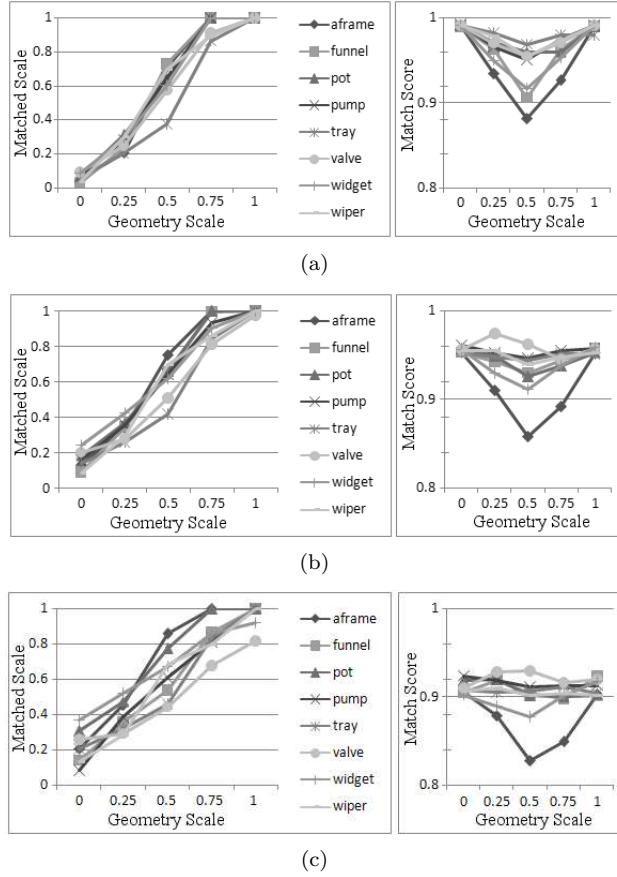 1
0.8
0.6
0.4
0.2
0
Matched Scale
0 0.25 0.5 0.75 1
Geometry Scale
aframe
funnel
pot
pump
tray
valve
widget
wiper
1
0.9
0.8
Match Score
0 0.25 0.5 0.75 1
Geometry Scale
(a)
1
0.8
0.6
0.4
0.2
0
Matched Scale
0 0.25 0.5 0.75 1
Geometry Scale
aframe
funnel
pot
pump
tray
valve
widget
wiper
1
0.9
0.8
Match Score
0 0.25 0.5 0.75 1
Geometry Scale
(b)
1
0.8
0.6
0.4
0.2
0
Matched Scale
0 0.25 0.5 0.75 1
Geometry Scale
aframe
funnel
pot
pump
tray
valve
widget
wiper
1
0.9
0.8
Match Score
0 0.25 0.5 0.75 1
Geometry Scale
(c)